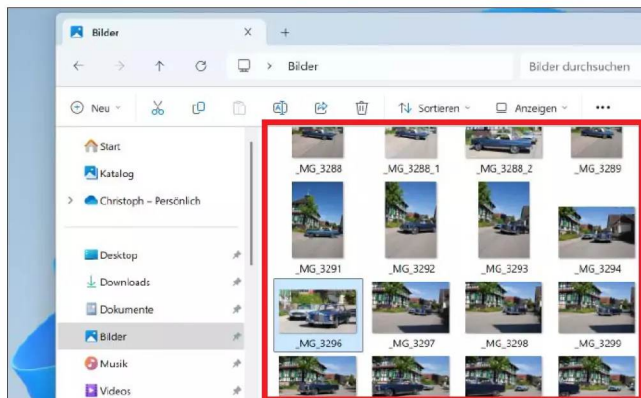 Bilder
Bilder
Bilder durchsuchen
Neu
Sortieren
Anzeigen
Start
Katalog
Christoph – Persönlich
Desktop
Downloads
Dokumente
Bilder
Musik
Videos
_MG_3288
_MG_3288_1
_MG_3288_2
_MG_3289
_MG_3291
_MG_3292
_MG_3293
_MG_3294
_MG_3296
_MG_3297
_MG_3298
_MG_3299